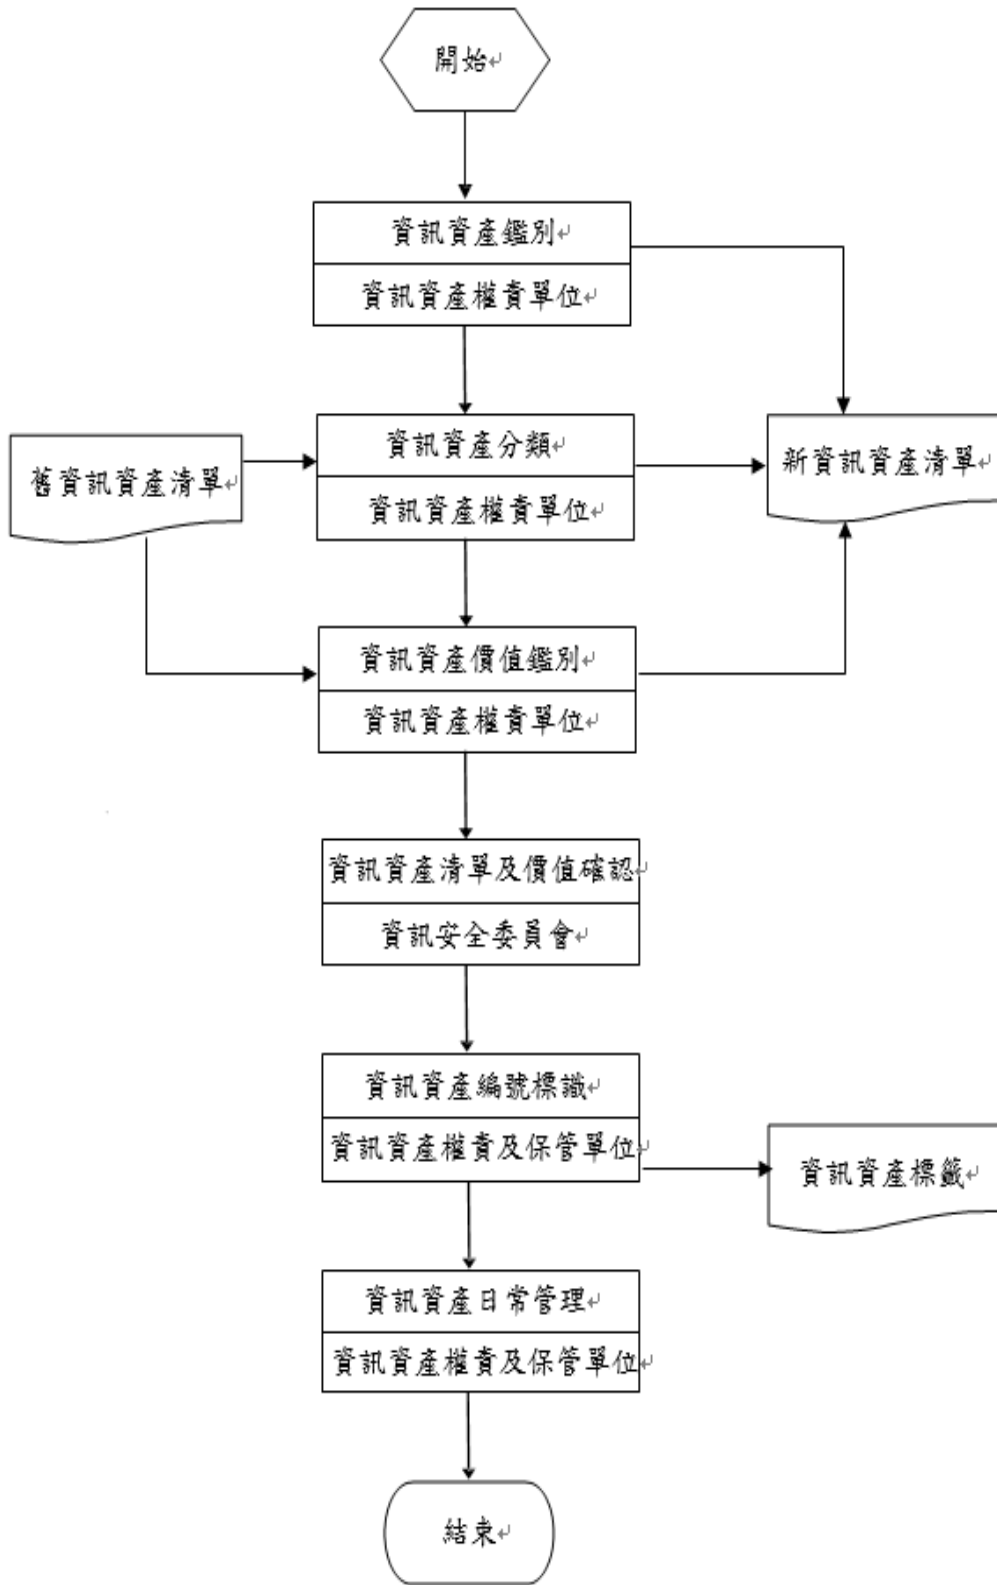 開始
資訊資產鑑別
資訊資產權責單位
資訊資產分類
資訊資產權責單位
舊資訊資產清單
新資訊資產清單
資訊資產價值鑑別
資訊資產權責單位
資訊資產清單及價值確認
資訊安全委員會
資訊資產編號標識
資訊資產權責及保管單位
資訊資產標籤
資訊資產日常管理
資訊資產權責及保管單位
結束